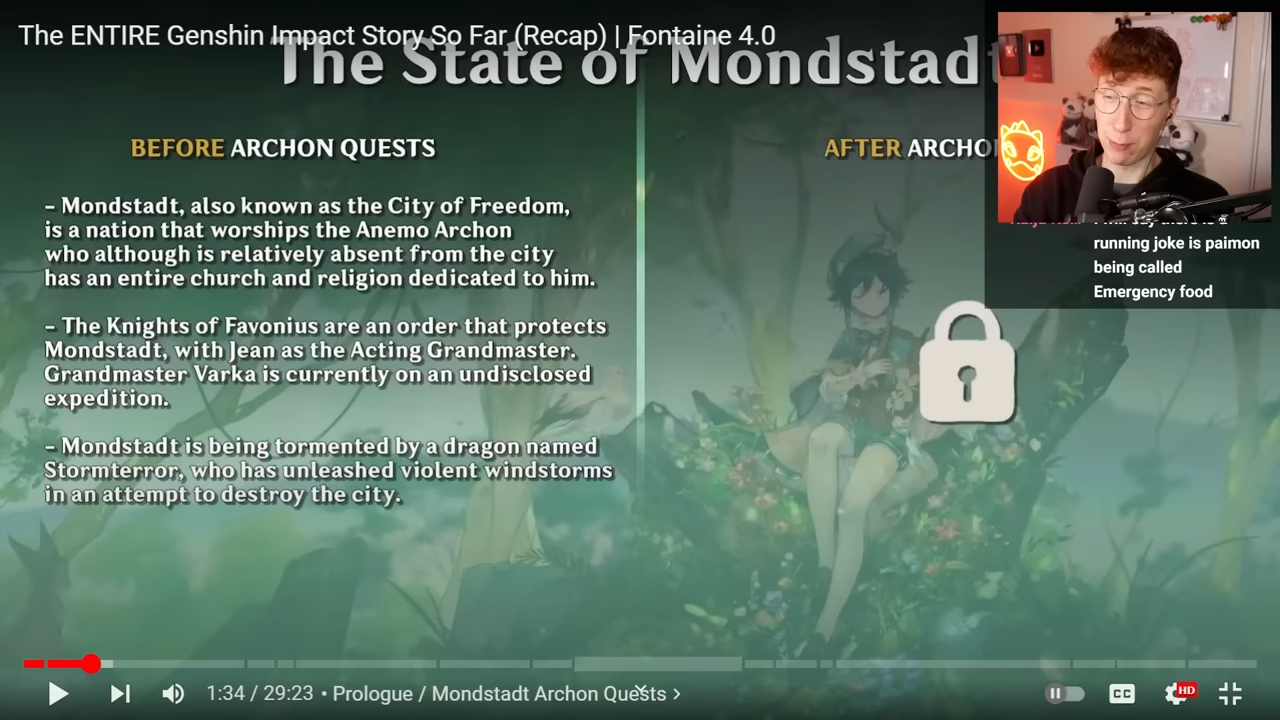 The ENTIRE Genshin Impact Story So Far (Recap) | Fontaine 4.0
The State of Mondstadt
BEFORE ARCHON QUESTS
AFTER ARCHO
– Mondstadt, also known as the City of Freedom,
is a nation that worships the Anemo Archon
who although is relatively absent from the city
has an entire church and religion dedicated to him.
– The Knights of Favonius are an order that protects
Mondstadt, with Jean as the Acting Grandmaster.
Grandmaster Varka is currently on an undisclosed
expedition.
– Mondstadt is being tormented by a dragon named
Stormterror, who has unleashed violent windstorms
in an attempt to destroy the city.
running joke is paimon
being called
Emergency food
1:34 / 29:23 • Prologue / Mondstadt Archon Quests >
CC
HD